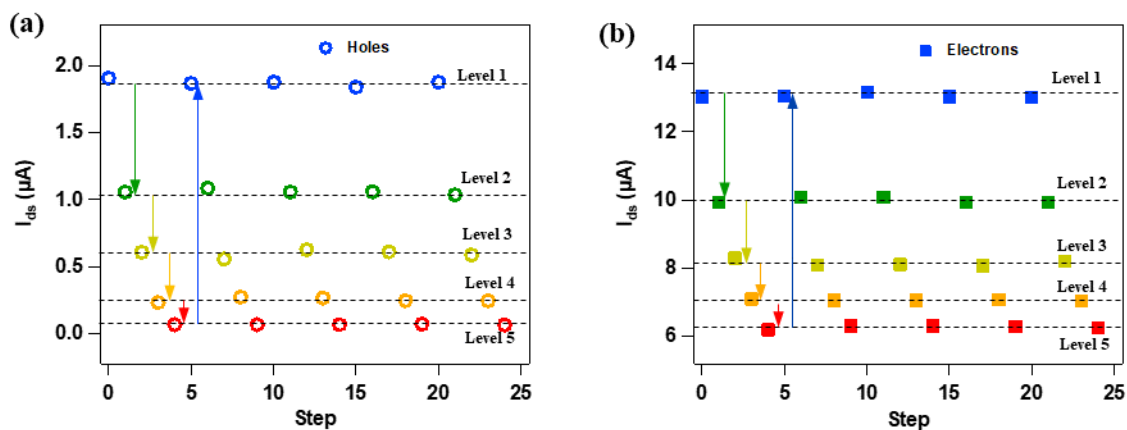 (a)
Holes
2.0
1.5
1.0
0.5
0.0
Ids (µA)
Level 1
Level 2
Level 3
Level 4
Level 5
0 5 10 15 20 25
Step
(b)
Electrons
14
12
10
8
6
Ids (µA)
Level 1
Level 2
Level 3
Level 4
Level 5
0 5 10 15 20 25
Step